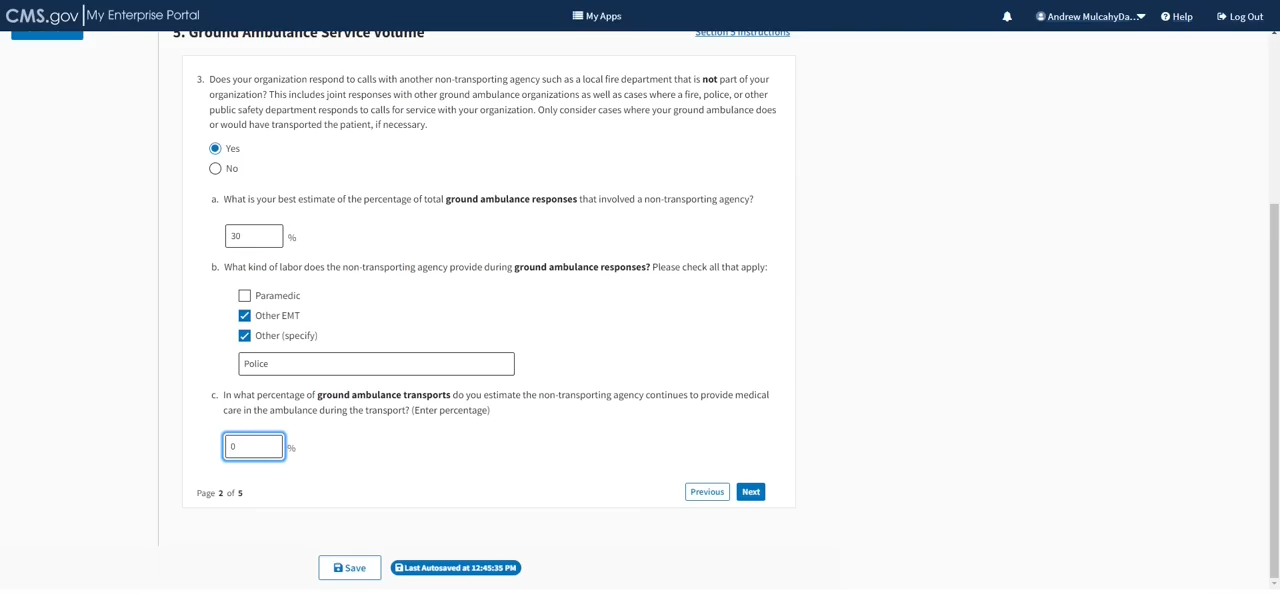 CMS.gov My Enterprise Portal
My Apps
Andrew MulcahyDa...
Help
Log Out
5. Ground Ambulance Service Volume
Section 5 Instructions
3. Does your organization respond to calls with another non-transporting agency such as a local fire department that is not part of your
organization? This includes joint responses with other ground ambulance organizations as well as cases where a fire, police, or other
public safety department responds to calls for service with your organization. Only consider cases where your ground ambulance does
or would have transported the patient, if necessary.
Yes
No
a. What is your best estimate of the percentage of total ground ambulance responses that involved a non-transporting agency?
30 %
b. What kind of labor does the non-transporting agency provide during ground ambulance responses? Please check all that apply:
Paramedic
Other EMT
Other (specify)
Police
c. In what percentage of ground ambulance transports do you estimate the non-transporting agency continues to provide medical
care in the ambulance during the transport? (Enter percentage)
0 %
Page 2 of 5
Previous
Next
Save
Last Autosaved at 12:45:35 PM